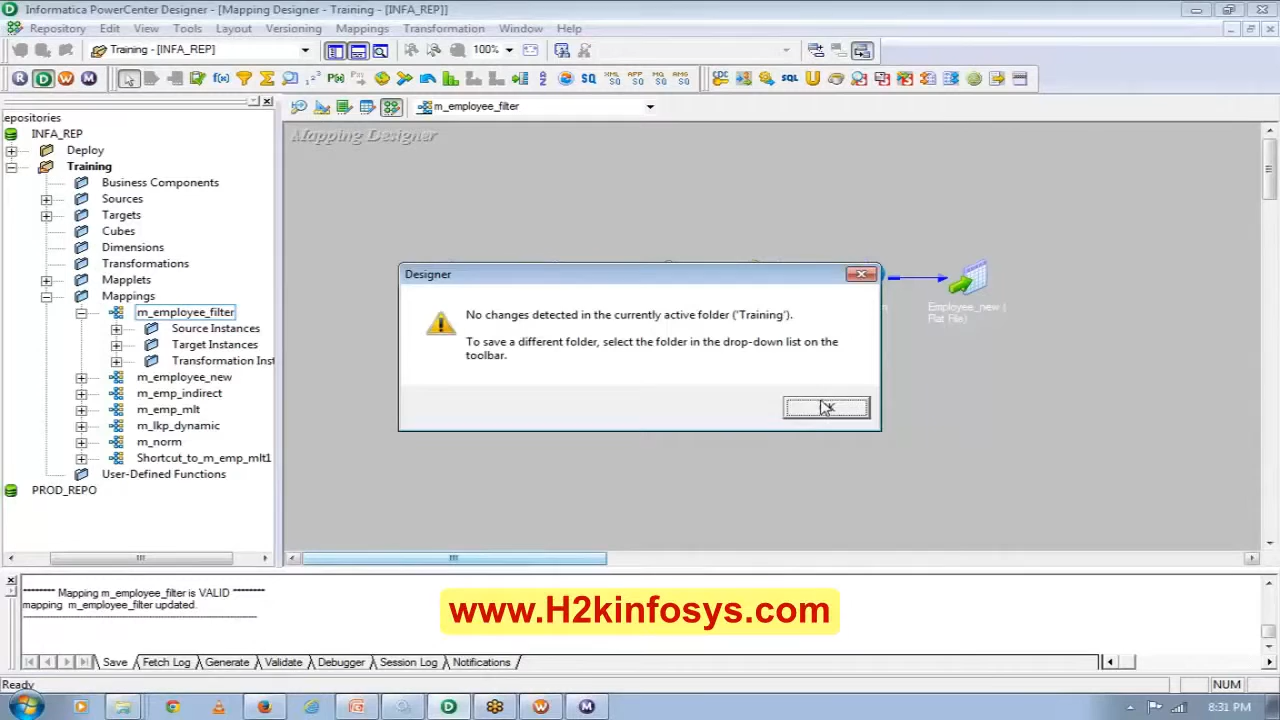 Informatica PowerCenter Designer - [Mapping Designer - Training - [INFA_REP]]
Repository Edit View Tools Layout Versioning Mappings Transformation Window Help
Training - [INFA_REP]
100%
m_employee_filter
epositories
INFA_REP
Deploy
Training
Business Components
Sources
Targets
Cubes
Dimensions
Transformations
Mapplets
Mappings
m_employee_filter
Source Instances
Target Instances
Transformation Inst
m_employee_new
m_emp_indirect
m_emp_mlt
m_lkp_dynamic
m_norm
Shortcut_to_m_emp_mlt1
User-Defined Functions
PROD_REPO
Mapping Designer
Designer
No changes detected in the currently active folder ('Training').
To save a different folder, select the folder in the drop-down list on the
toolbar.
Employee_new (
Flat File)
-------- Mapping m_employee_filter is VALID --------
mapping m_employee_filter updated.
www.H2kinfosys.com
Save Fetch Log Generate Validate Debugger Session Log Notifications
Ready
NUM
8:31 PM